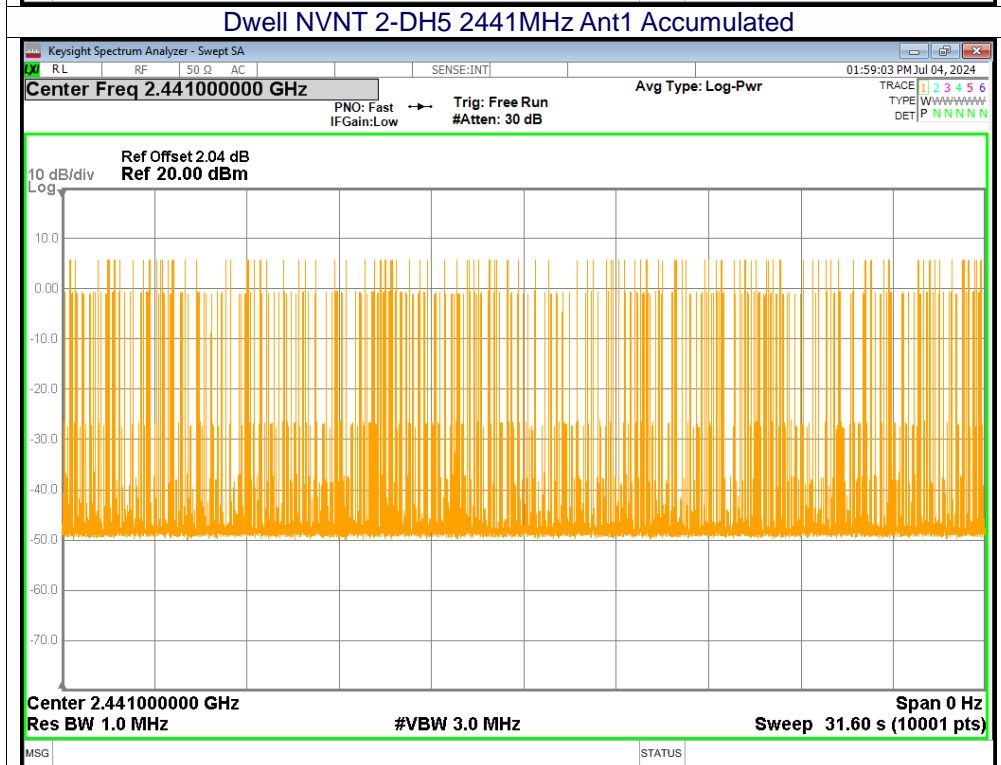 Dwell NVNT 2-DH5 2441MHz Ant1 Accumulated
Keysight Spectrum Analyzer - Swept SA
LXI RL RF 50 Ω AC SENSE:INT 01:59:03 PM Jul 04, 2024
Center Freq 2.441000000 GHz Avg Type: Log-Pwr TRACE 1 2 3 4 5 6
PNO: Fast Trig: Free Run TYPE WWWWWWW
IFGain:Low #Atten: 30 dB DET P N N N N N
Ref Offset 2.04 dB
10 dB/div Ref 20.00 dBm
Log
10.0
0.00
-10.0
-20.0
-30.0
-40.0
-50.0
-60.0
-70.0
Center 2.441000000 GHz Span 0 Hz
Res BW 1.0 MHz #VBW 3.0 MHz Sweep 31.60 s (10001 pts)
MSG STATUS